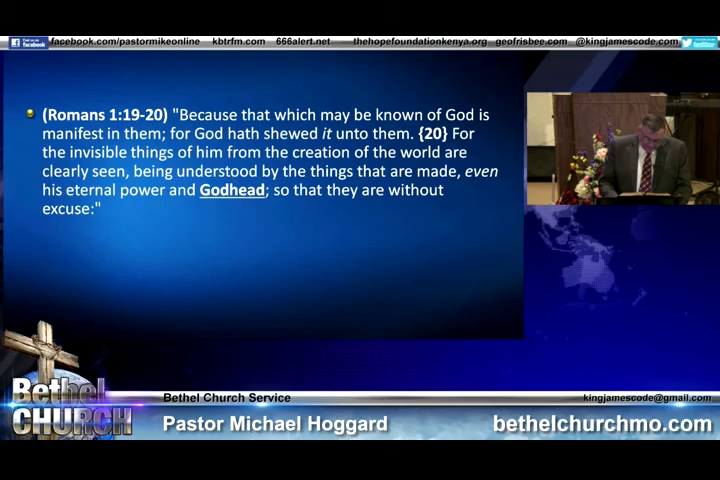 Find us on facebook
facebook.com/pastormikeonline kbtrfm.com 666alert.net thehopefoundationkenya.org geofrisbee.com @kingjamescode.com
(Romans 1:19-20) "Because that which may be known of God is
manifest in them; for God hath shewed it unto them. {20} For
the invisible things of him from the creation of the world are
clearly seen, being understood by the things that are made, even
his eternal power and Godhead; so that they are without
excuse:"
Bethel
CHURCH
Bethel Church Service kingjamescode@gmail.com
Pastor Michael Hoggard bethelchurchmo.com